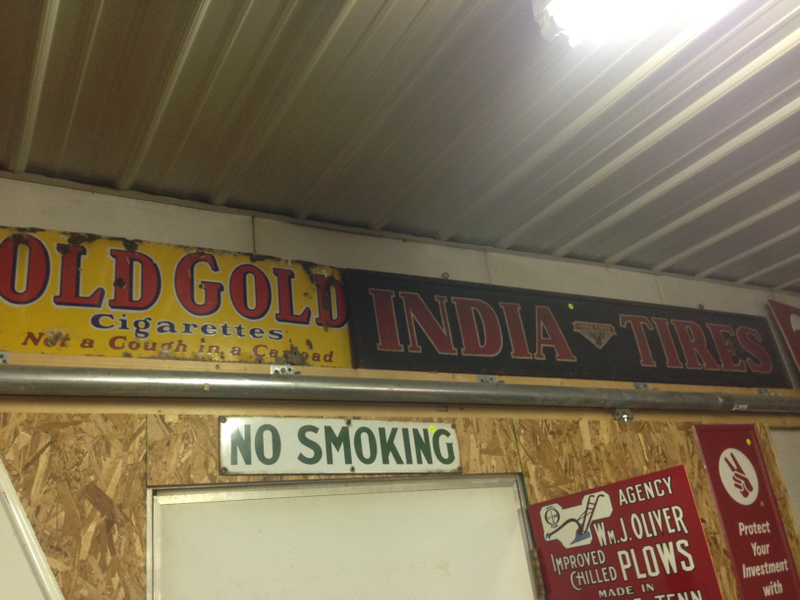 OLD GOLD
Cigarettes
Not a Cough in a Carload
INDIA TIRES
NO SMOKING
AGENCY
WM. J. OLIVER
IMPROVED
CHILLED PLOWS
MADE IN
TENN
Protect
Your
Investment
with